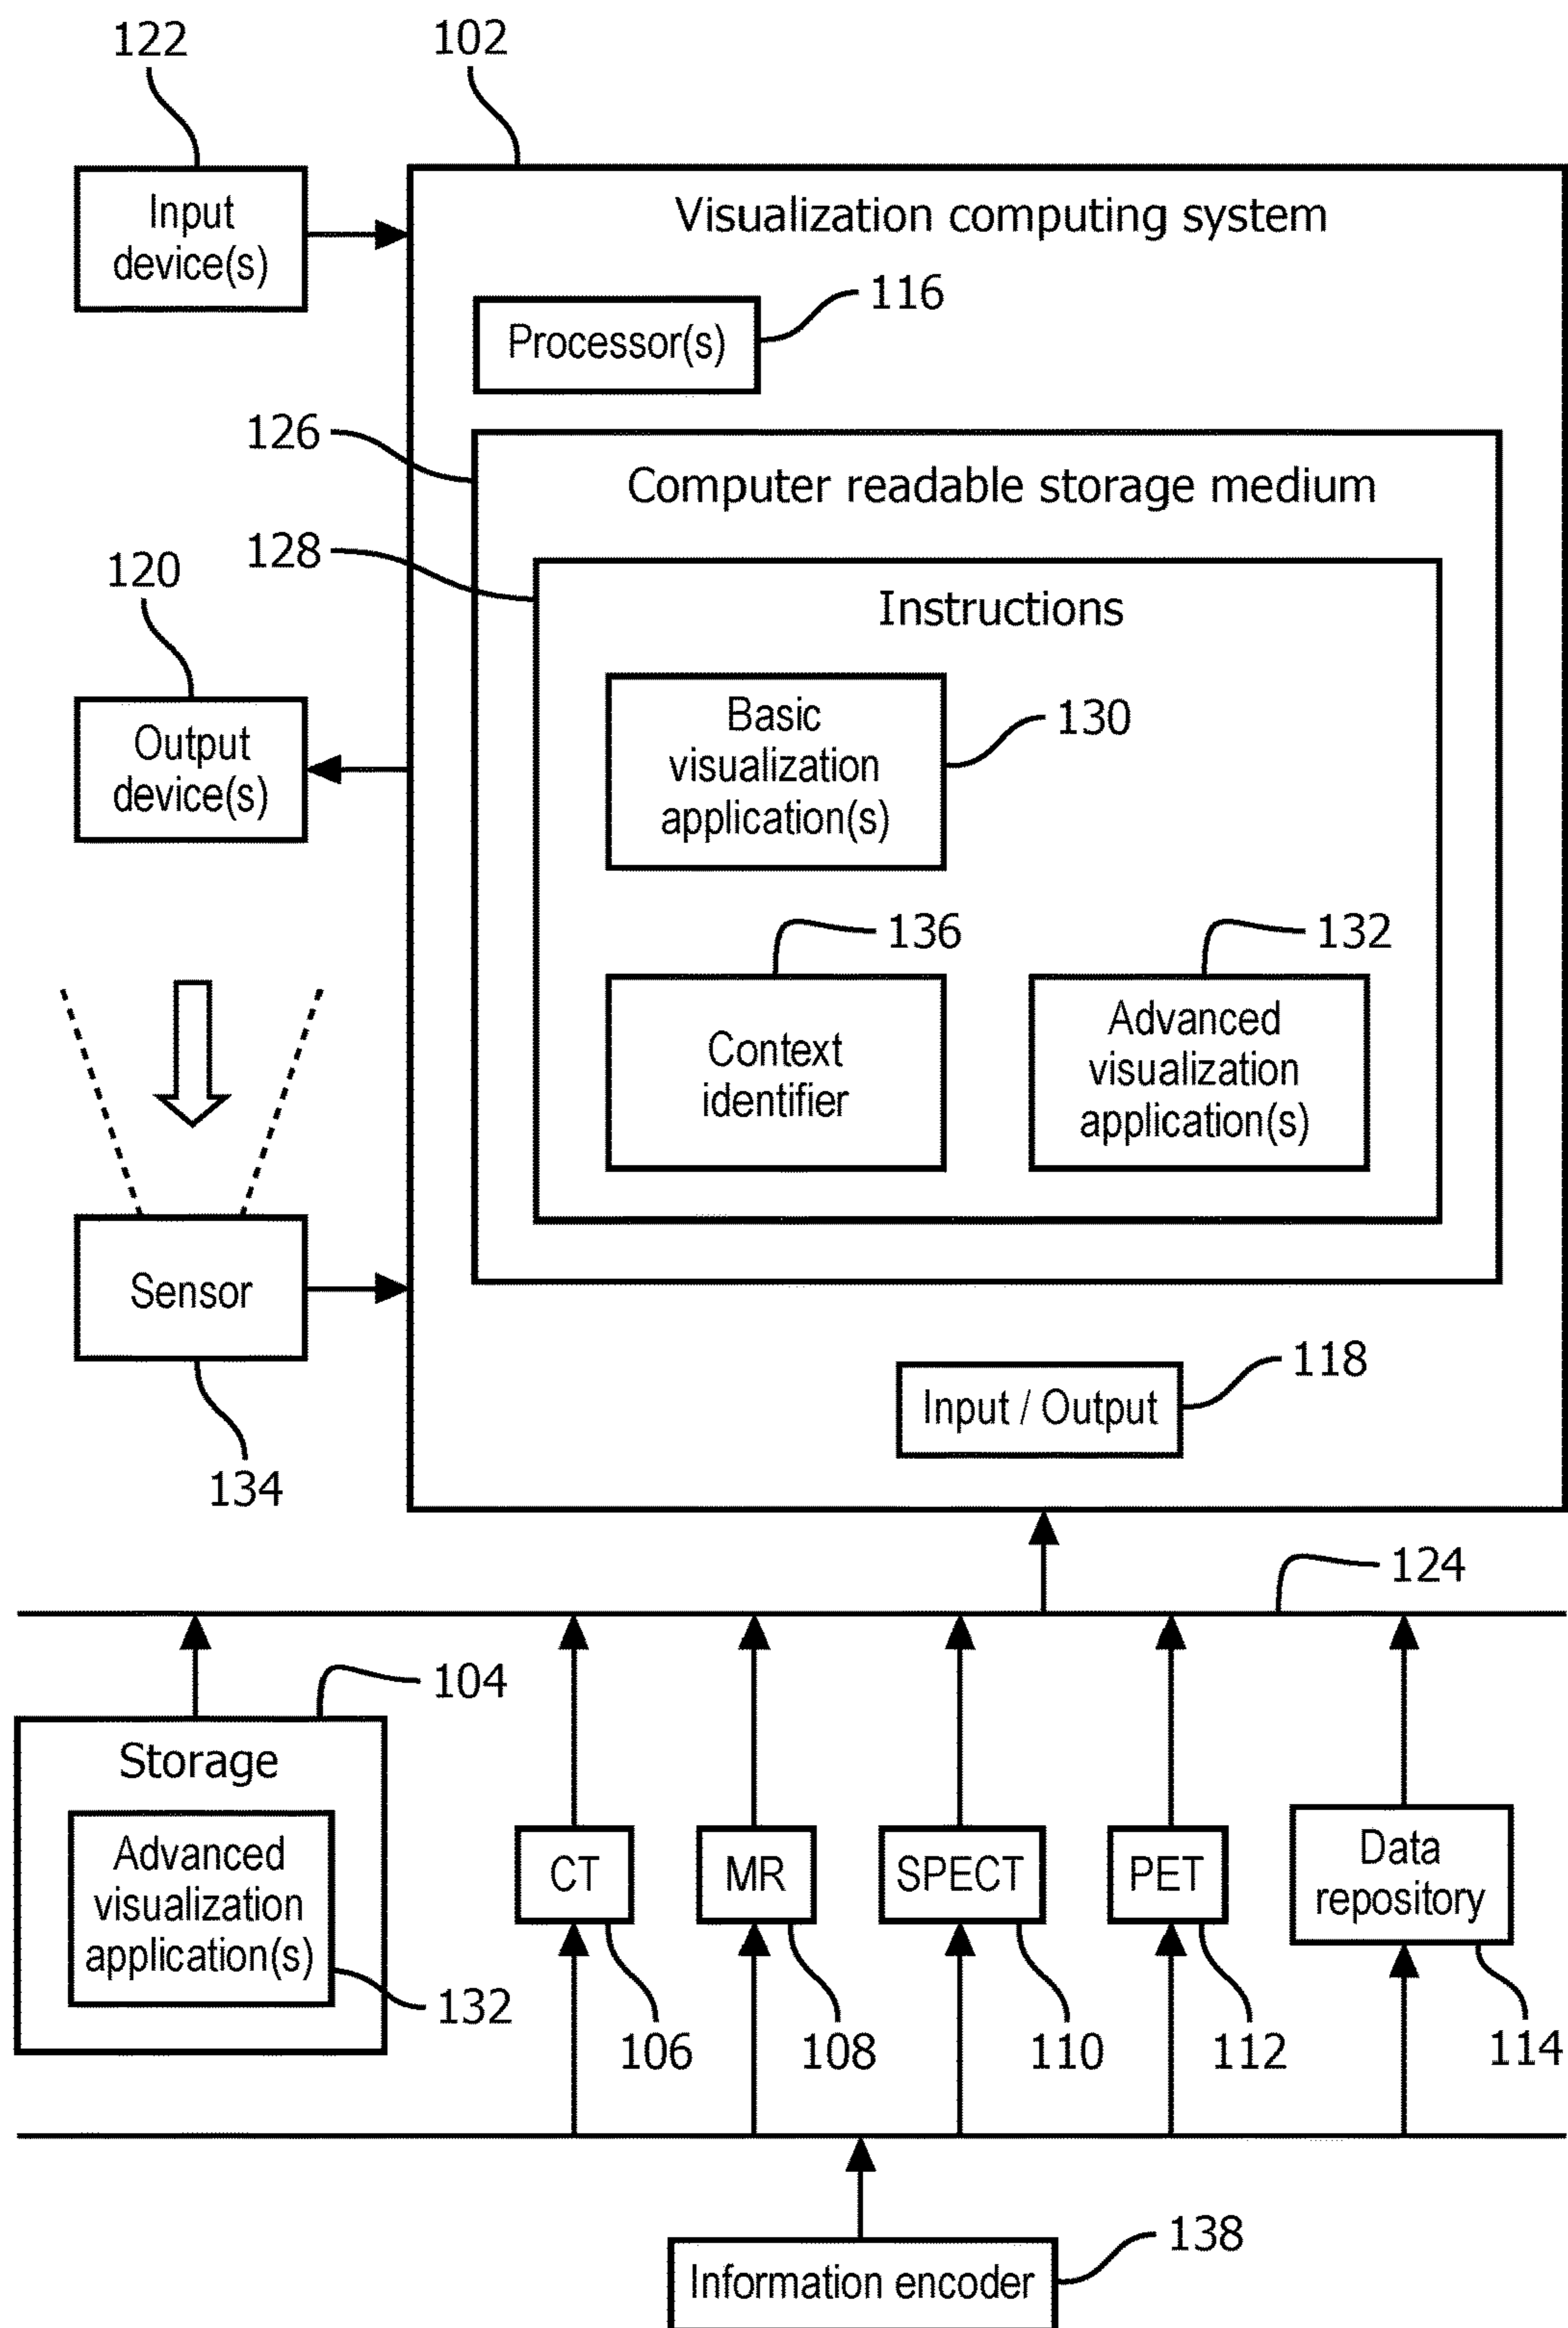 122
102
Input
device(s)
Visualization computing system
116
Processor(s)
126
Computer readable storage medium
128
Instructions
120
Output
device(s)
Basic
visualization
application(s)
130
136
132
Context
identifier
Advanced
visualization
application(s)
Sensor
134
118
Input / Output
124
104
Storage
Advanced
visualization
application(s)
132
CT
MR
SPECT
PET
Data
repository
106
108
110
112
114
138
Information encoder